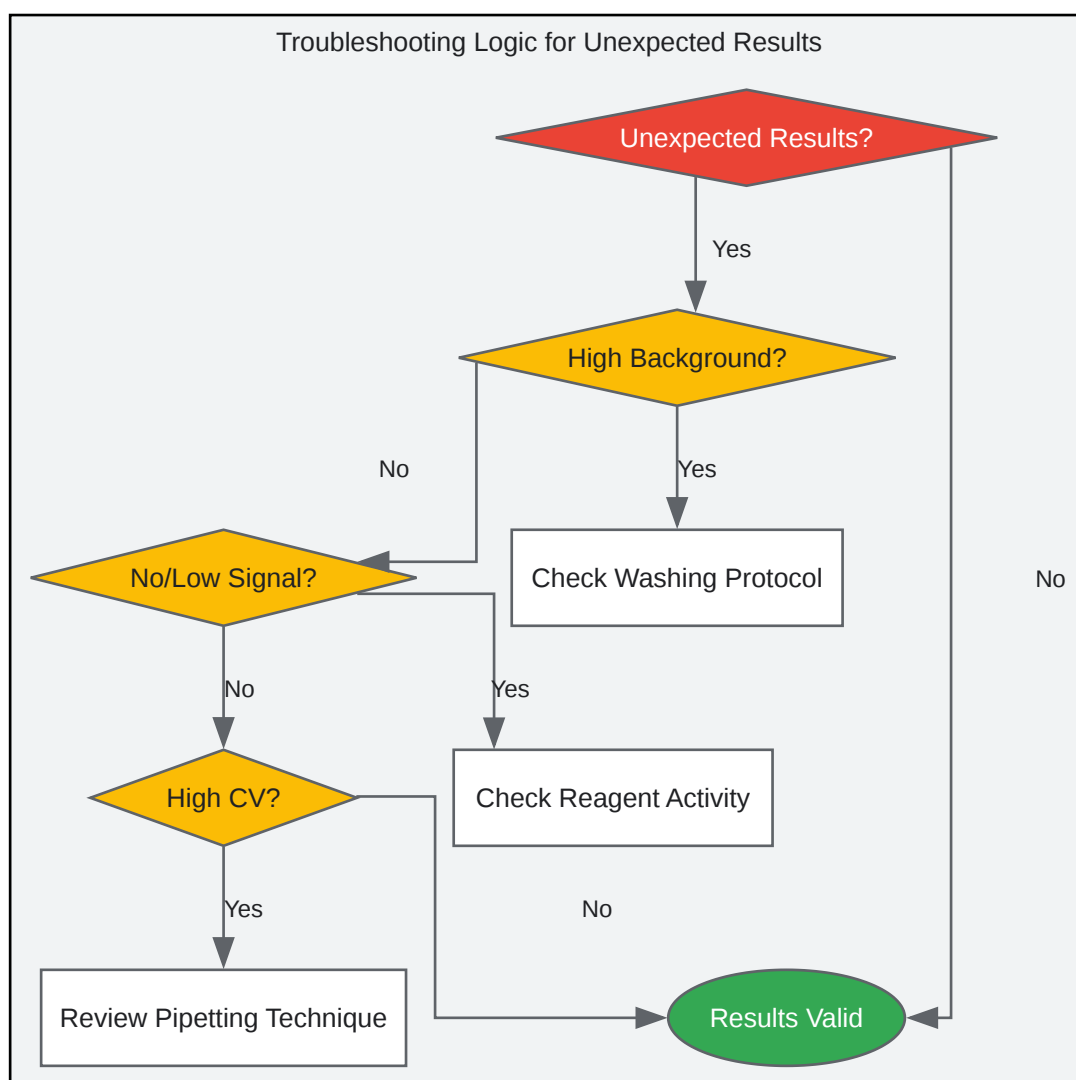 Troubleshooting Logic for Unexpected Results
Unexpected Results?
Yes
High Background?
No
Yes
No/Low Signal?
Check Washing Protocol
No
No
Yes
High CV?
Check Reagent Activity
Yes
No
Review Pipetting Technique
Results Valid